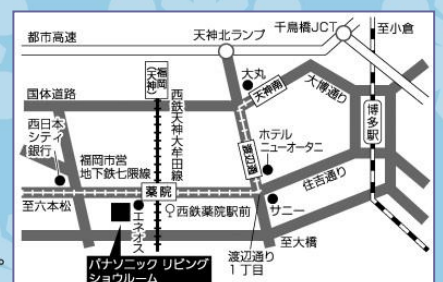 都市高速
天神北ランプ
千鳥橋JCT
至小倉
福岡
(天神)
西鉄天神大牟田線
大丸
天神南
大博通り
国体道路
博多駅
西日本
シティ
銀行
福岡市営
地下鉄七隈線
渡辺通
ホテル
ニューオータニ
住吉通り
薬院
至六本松
エネオス
西鉄薬院駅前
サニー
渡辺通り
1丁目
至大橋
パナソニック リビング
ショウルーム